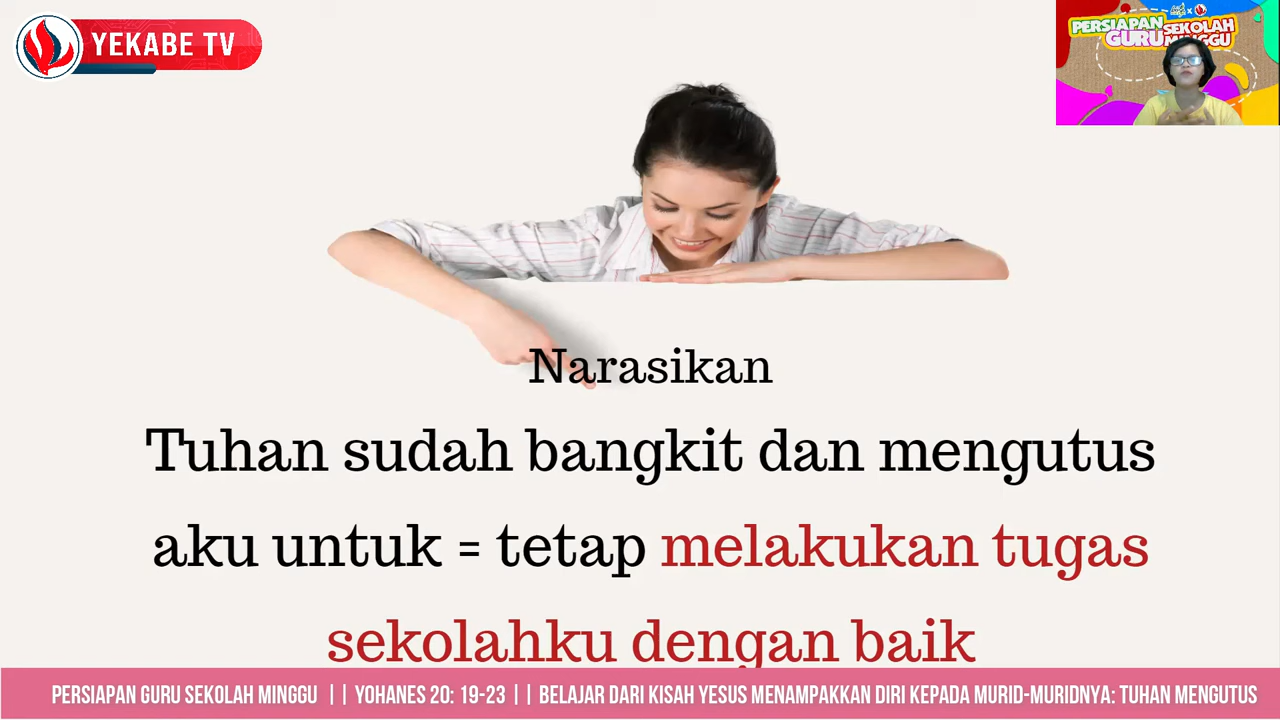 YEKABE TV
PERSIAPAN SEKOLAH
GURU MINGGU
Narasikan
Tuhan sudah bangkit dan mengutus
aku untuk = tetap melakukan tugas
sekolahku dengan baik
PERSIAPAN GURU SEKOLAH MINGGU || YOHANES 20: 19-23 || BELAJAR DARI KISAH YESUS MENAMPAKKAN DIRI KEPADA MURID-MURIDNYA: TUHAN MENGUTUS